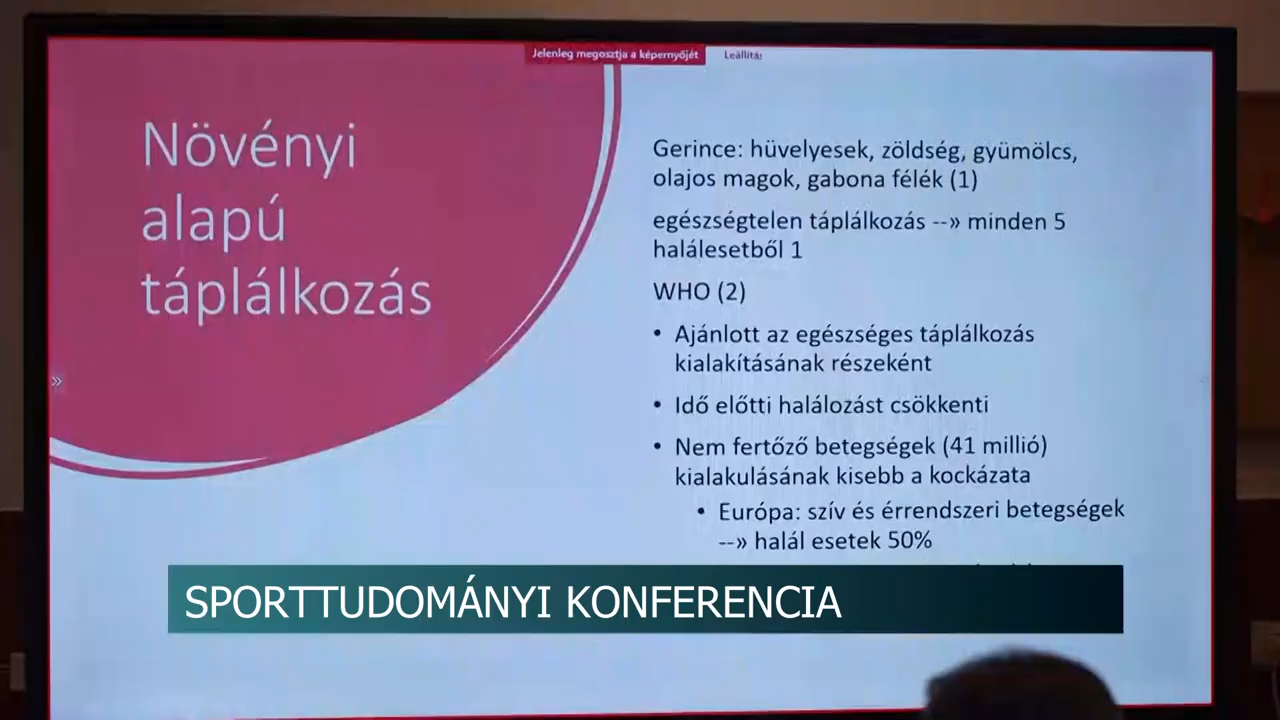 Jelenleg megosztja a képernyőjét
Növényi
alapú
táplálkozás
Gerince: hüvelyesek, zöldség, gyümölcs,
olajos magok, gabona félék (1)
egészségtelen táplálkozás --» minden 5
halálesetből 1
WHO (2)
• Ajánlott az egészséges táplálkozás
kialakításának részeként
• Idő előtti halálozást csökkenti
• Nem fertőző betegségek (41 millió)
kialakulásának kisebb a kockázata
• Európa: szív és érrendszeri betegségek
--» halál esetek 50%
SPORTTUDOMÁNYI KONFERENCIA